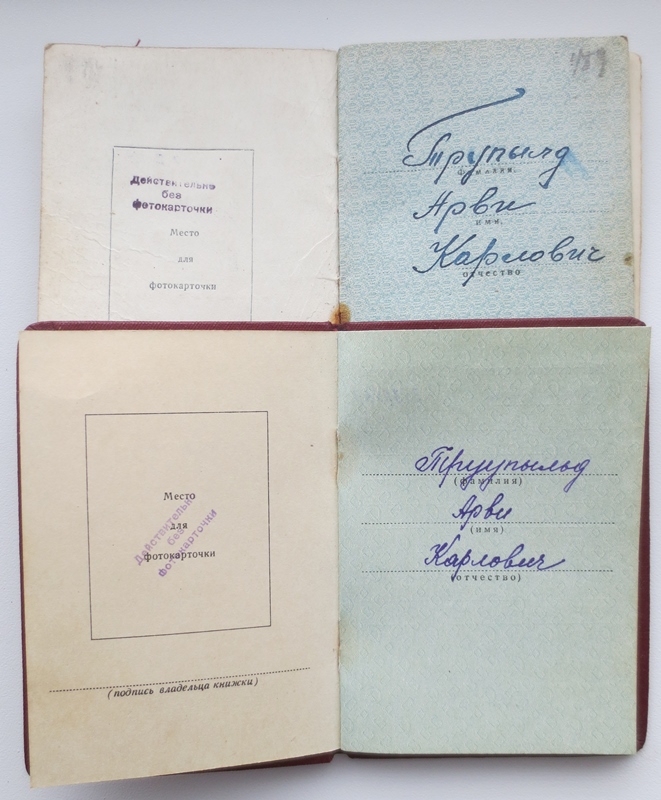 Действительно
без
фотокарточки
Место
для
фотокарточки
Трупылд
фамилия
Арви
имя
Карлович
отчество
Место
для
фотокарточки
Действительно
без
фотокарточки
(подпись владельца книжки)
Труупыльд
(фамилия)
Арви
(имя)
Карлович
(отчество)